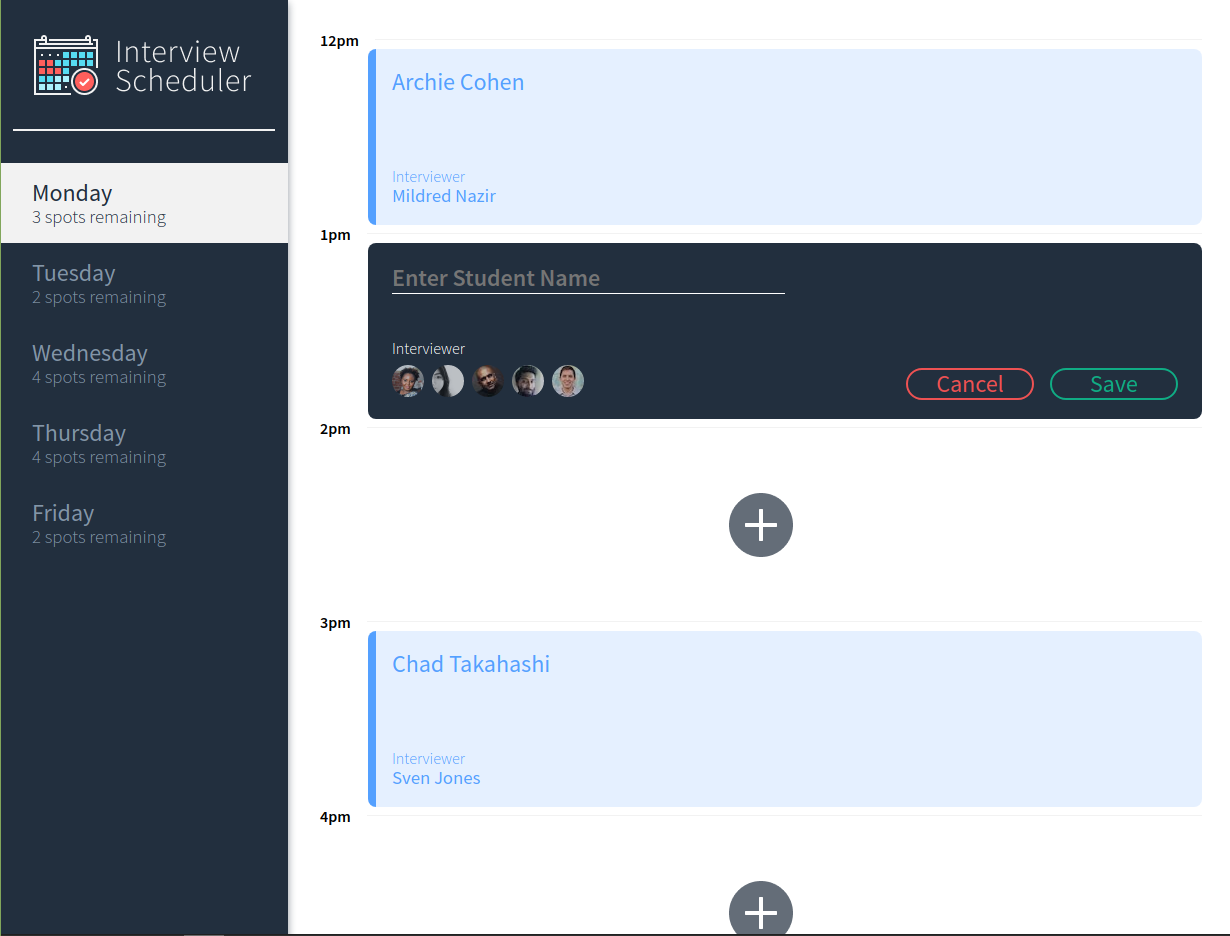 Interview
Scheduler
Monday
3 spots remaining
Tuesday
2 spots remaining
Wednesday
4 spots remaining
Thursday
4 spots remaining
Friday
2 spots remaining
12pm
Archie Cohen
Interviewer
Mildred Nazir
1pm
Enter Student Name
Interviewer
Cancel
Save
2pm
3pm
Chad Takahashi
Interviewer
Sven Jones
4pm